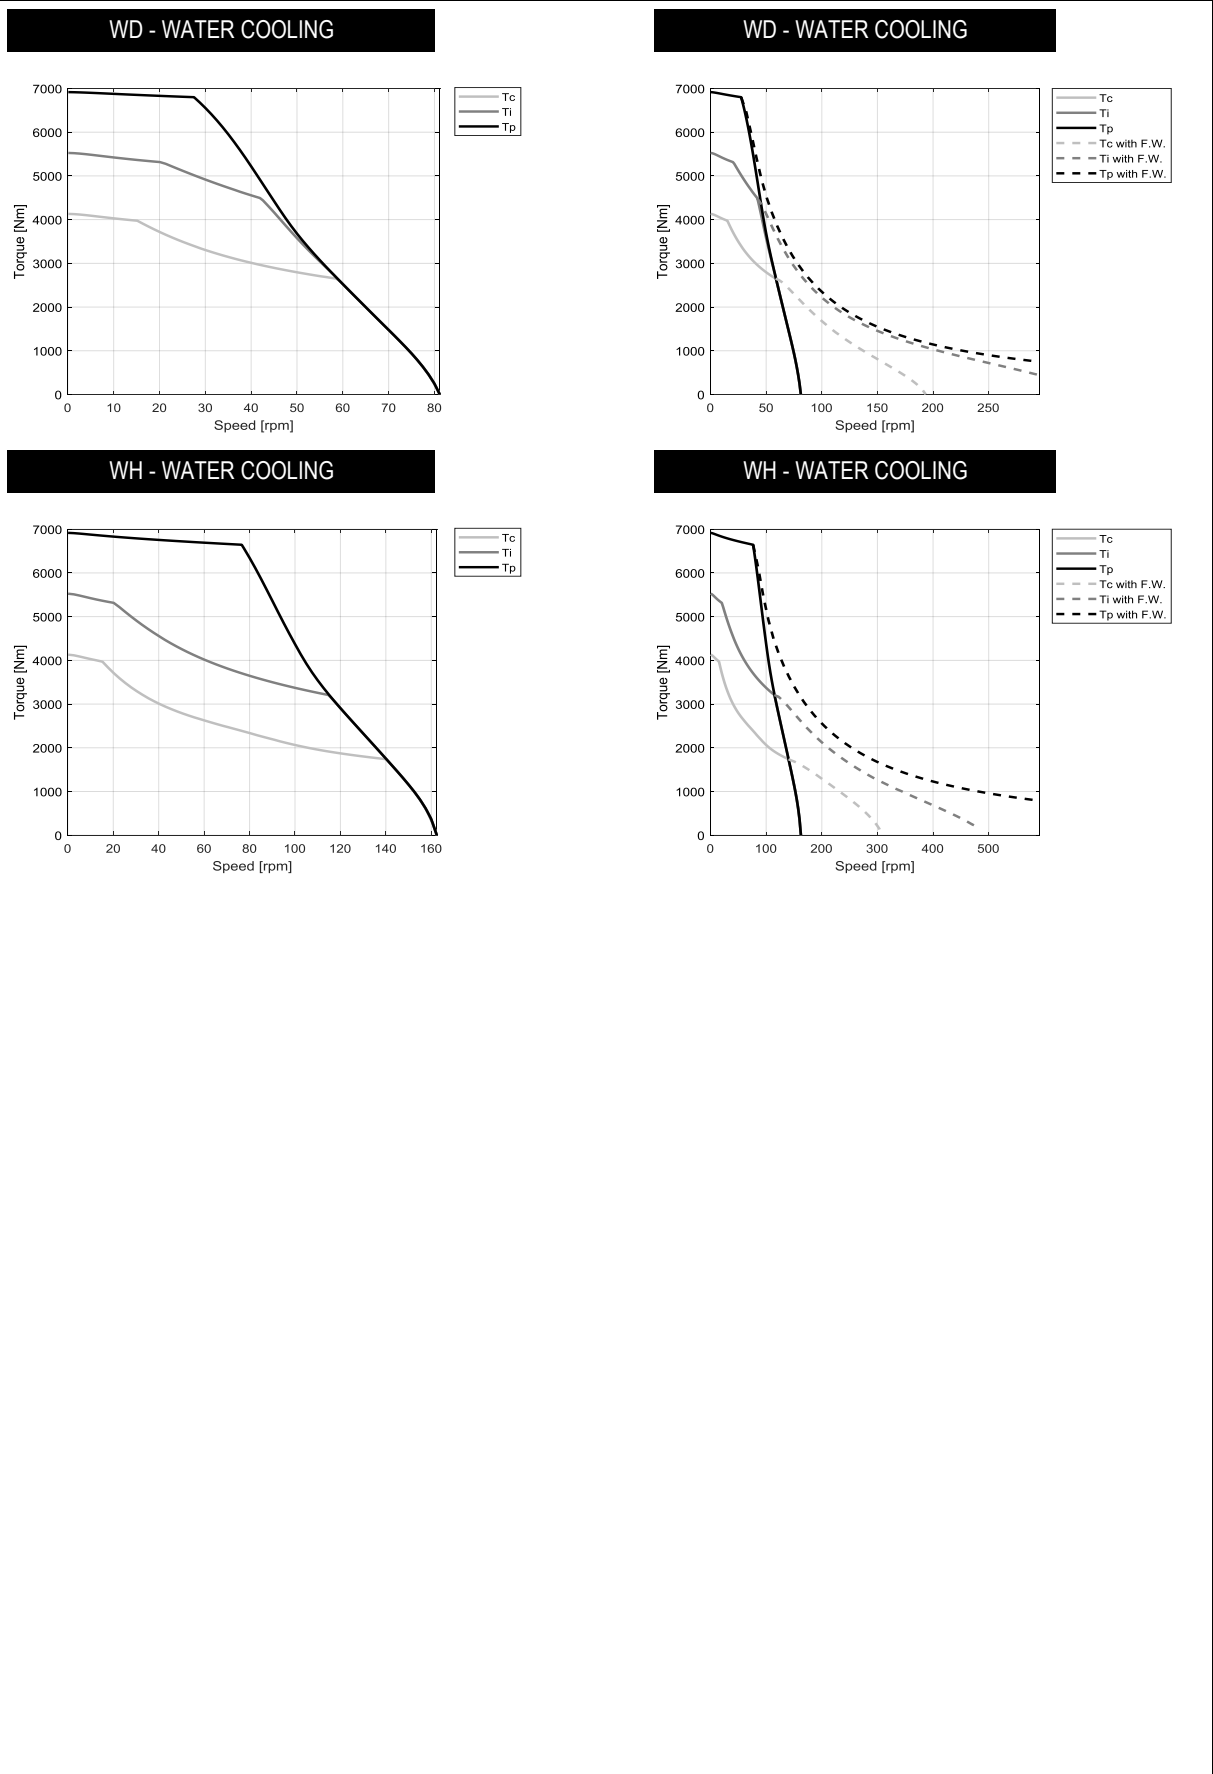 WD - WATER COOLING
7000
6000
5000
4000
3000
2000
1000
0
Torque [Nm]
0 10 20 30 40 50 60 70 80
Speed [rpm]
Tc
Ti
Tp
WD - WATER COOLING
7000
6000
5000
4000
3000
2000
1000
0
Torque [Nm]
0 50 100 150 200 250
Speed [rpm]
Tc
Ti
Tp
Tc with F.W.
Ti with F.W.
Tp with F.W.
WH - WATER COOLING
7000
6000
5000
4000
3000
2000
1000
0
Torque [Nm]
0 20 40 60 80 100 120 140 160
Speed [rpm]
Tc
Ti
Tp
WH - WATER COOLING
7000
6000
5000
4000
3000
2000
1000
0
Torque [Nm]
0 100 200 300 400 500
Speed [rpm]
Tc
Ti
Tp
Tc with F.W.
Ti with F.W.
Tp with F.W.